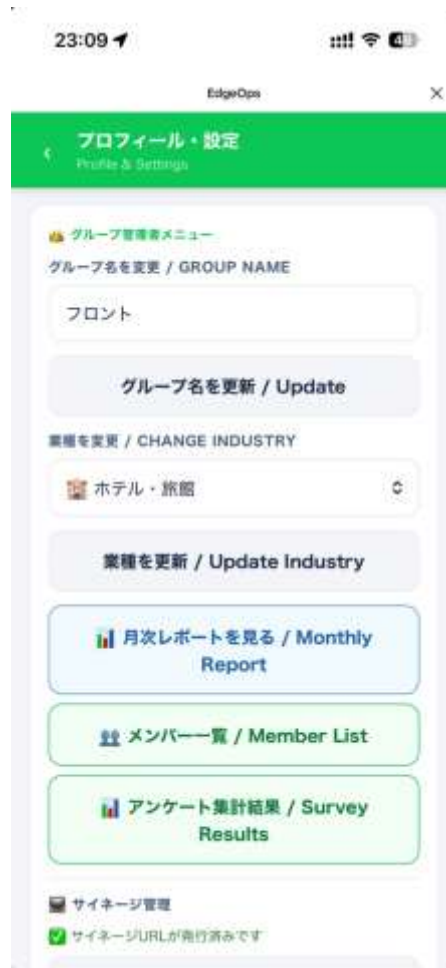 23:09
EdgeOps
プロフィール・設定
Profile & Settings
グループ管理者メニュー
グループ名を変更 / GROUP NAME
フロント
グループ名を更新 / Update
業種を変更 / CHANGE INDUSTRY
ホテル・旅館
業種を更新 / Update Industry
月次レポートを見る / Monthly
Report
メンバー一覧 / Member List
アンケート集計結果 / Survey
Results
サイネージ管理
サイネージURLが発行済みです